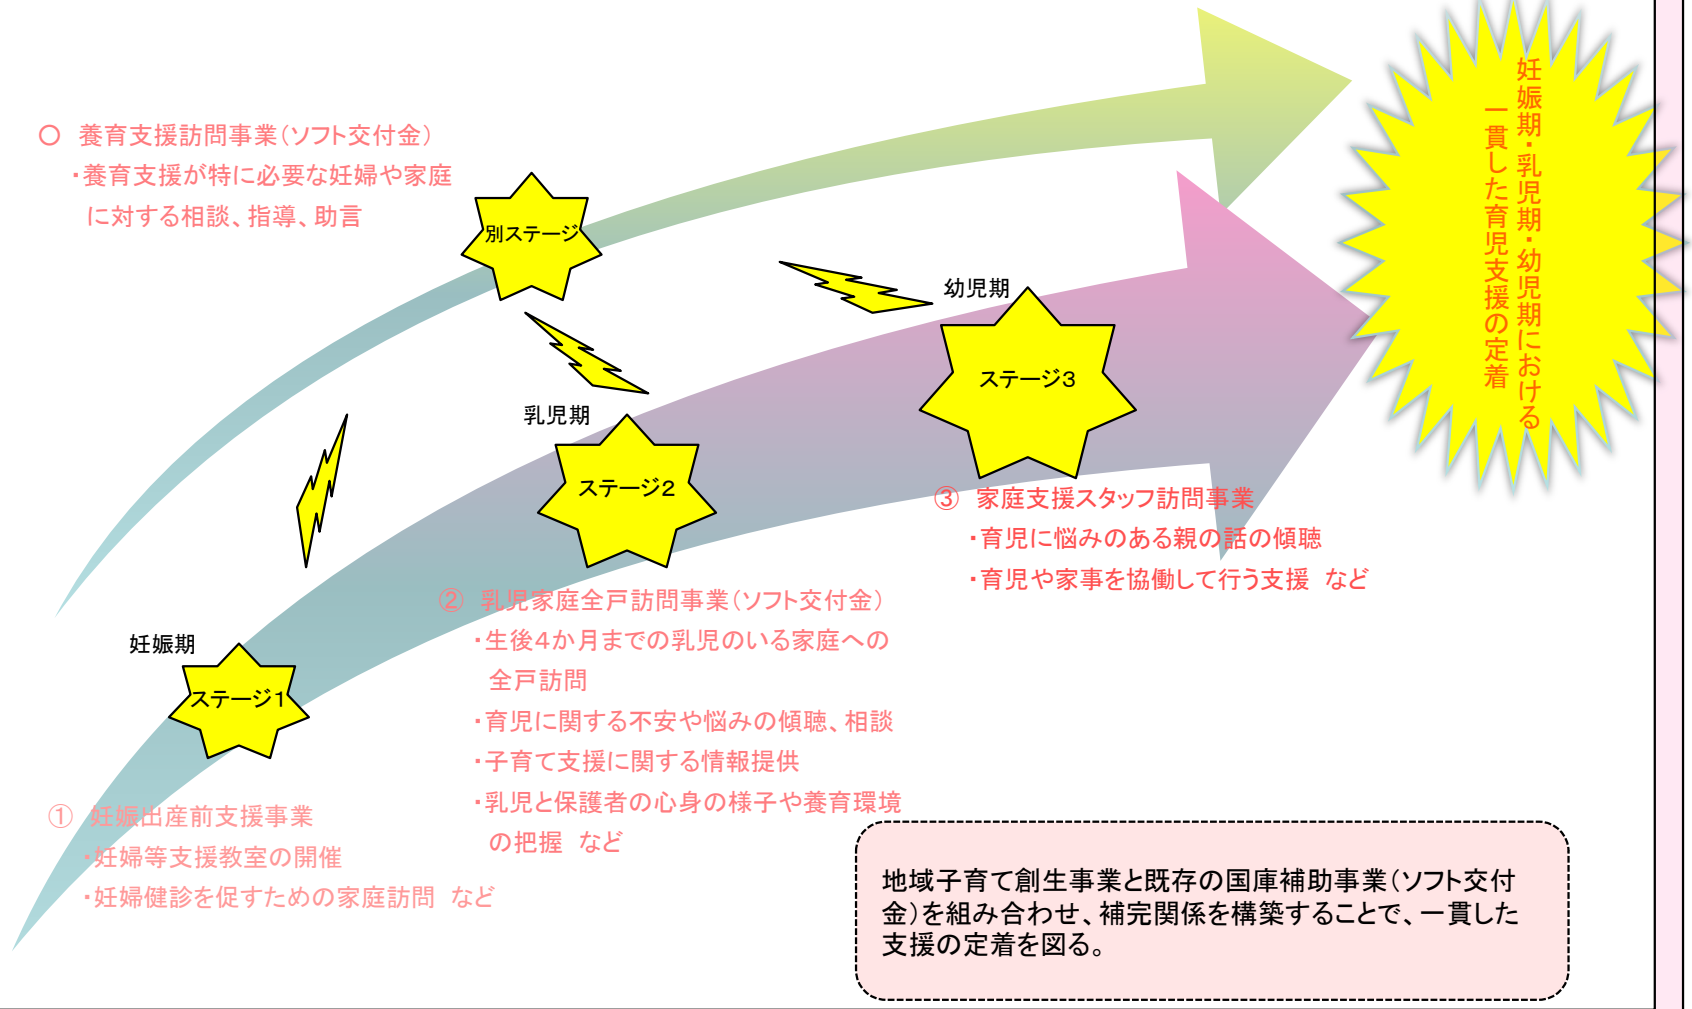 ○　養育支援訪問事業（ソフト交付金）
・養育支援が特に必要な妊婦や家庭
に対する相談、指導、助言
別ステージ
幼児期
ステージ３
乳児期
ステージ２
妊娠期
ステージ１
妊娠期・乳児期・幼児期における
一貫した育児支援の定着
③　家庭支援スタッフ訪問事業
・育児に悩みのある親の話の傾聴
・育児や家事を協働して行う支援　など
②　乳児家庭全戸訪問事業（ソフト交付金）
・生後４か月までの乳児のいる家庭への
全戸訪問
・育児に関する不安や悩みの傾聴、相談
・子育て支援に関する情報提供
・乳児と保護者の心身の様子や養育環境
の把握　など
①　妊娠出産前支援事業
・妊婦等支援教室の開催
・妊婦健診を促すための家庭訪問　など
地域子育て創生事業と既存の国庫補助事業（ソフト交付
金）を組み合わせ、補完関係を構築することで、一貫した
支援の定着を図る。